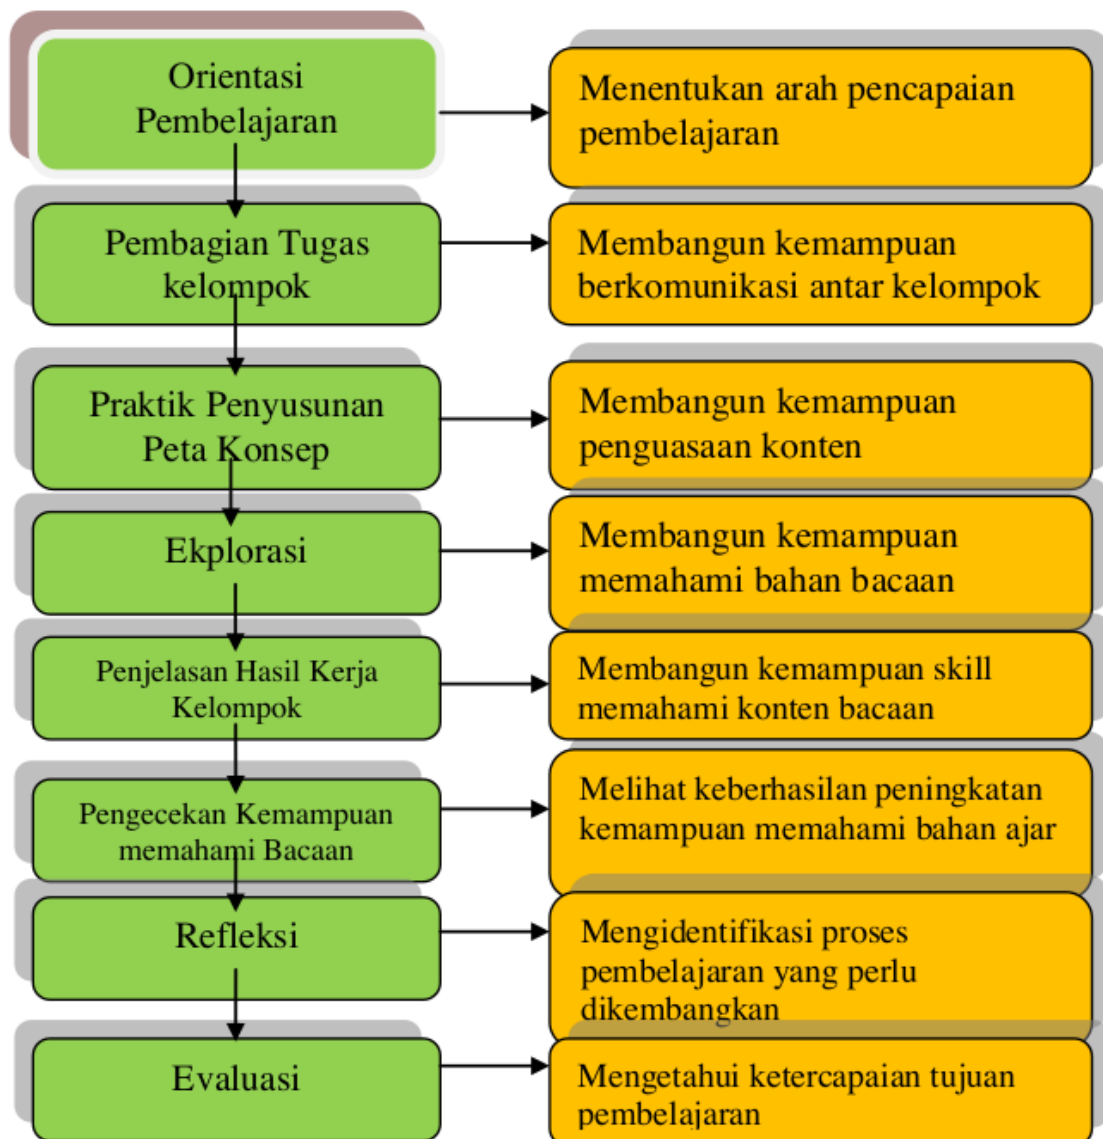 Orientasi
Pembelajaran
Menentukan arah pencapaian
pembelajaran
Pembagian Tugas
kelompok
Membangun kemampuan
berkomunikasi antar kelompok
Praktik Penyusunan
Peta Konsep
Membangun kemampuan
penguasaan konten
Ekplorasi
Membangun kemampuan
memahami bahan bacaan
Penjelasan Hasil Kerja
Kelompok
Membangun kemampuan skill
memahami konten bacaan
Pengecekan Kemampuan
memahami Bacaan
Melihat keberhasilan peningkatan
kemampuan memahami bahan ajar
Refleksi
Mengidentifikasi proses
pembelajaran yang perlu
dikembangkan
Evaluasi
Mengetahui ketercapaian tujuan
pembelajaran